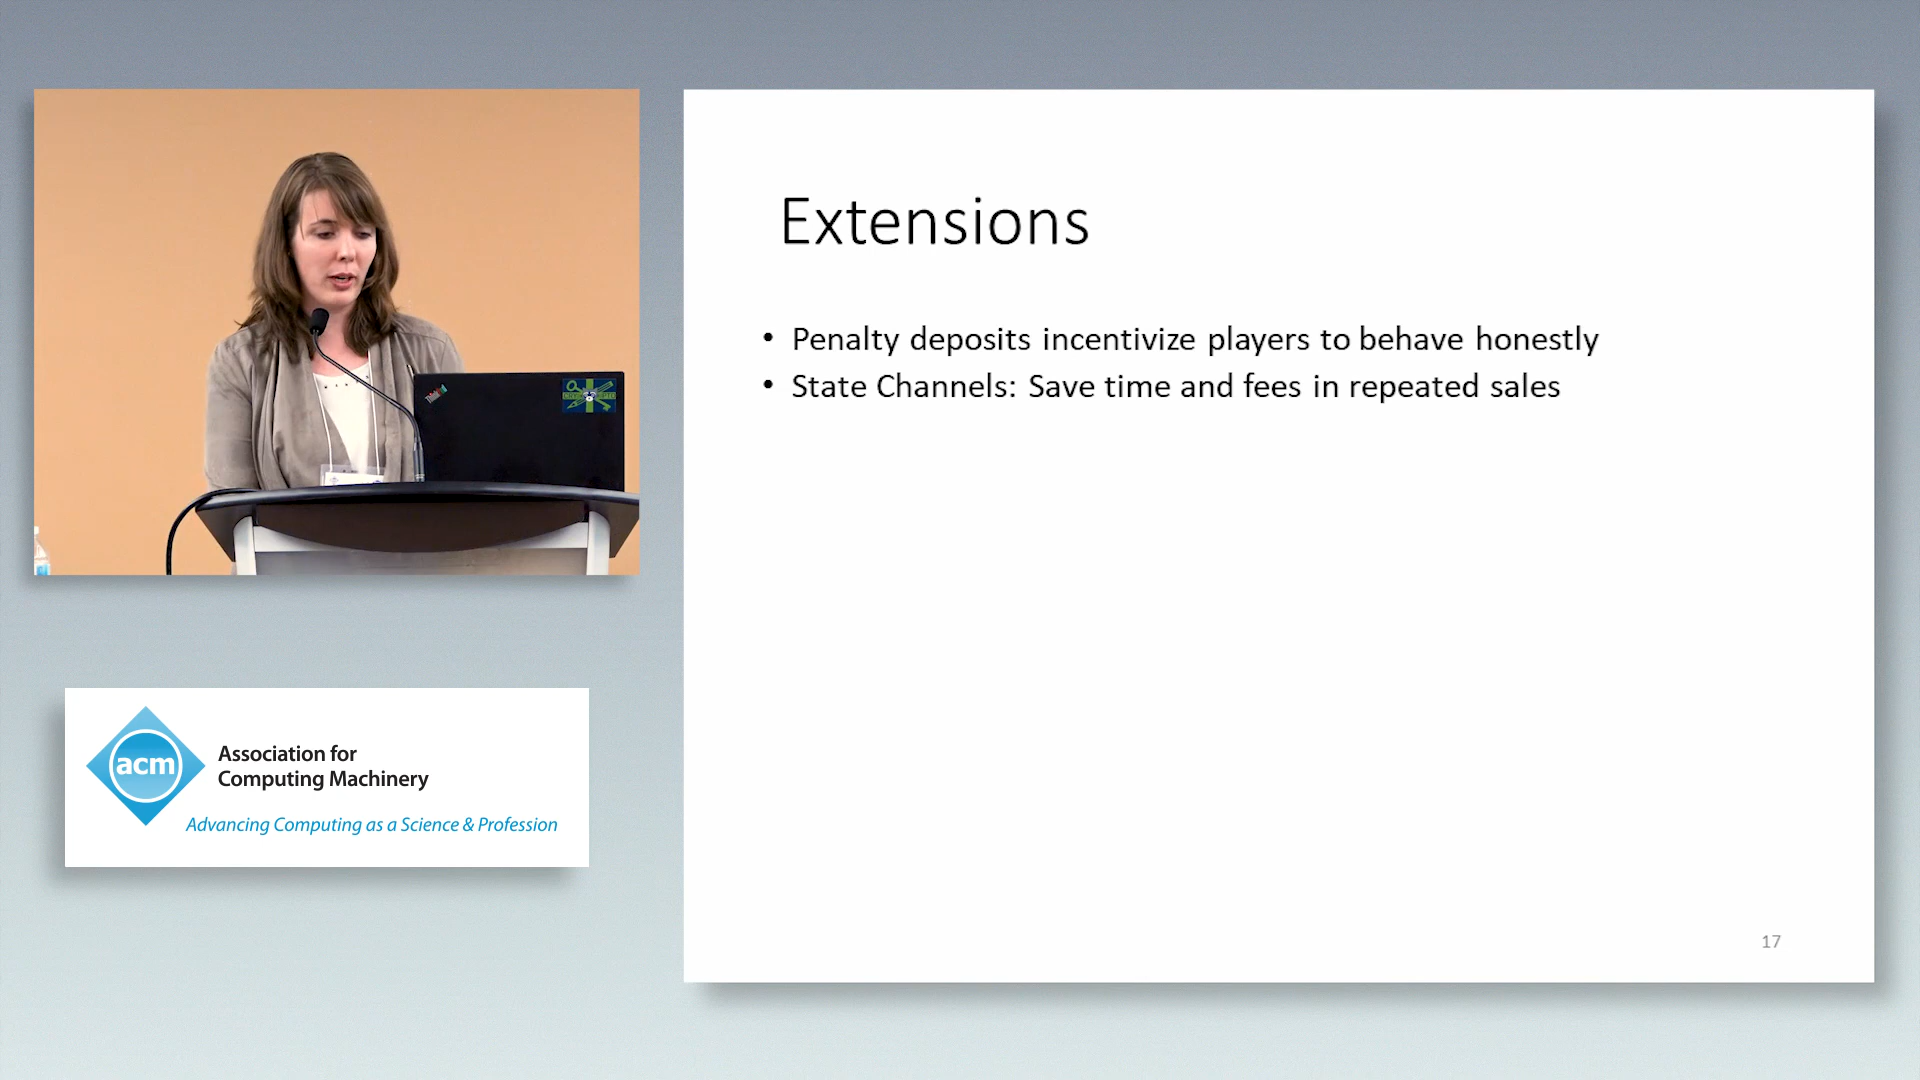 Extensions
• Penalty deposits incentivize players to behave honestly
• State Channels: Save time and fees in repeated sales
17
acm
Association for
Computing Machinery
Advancing Computing as a Science & Profession